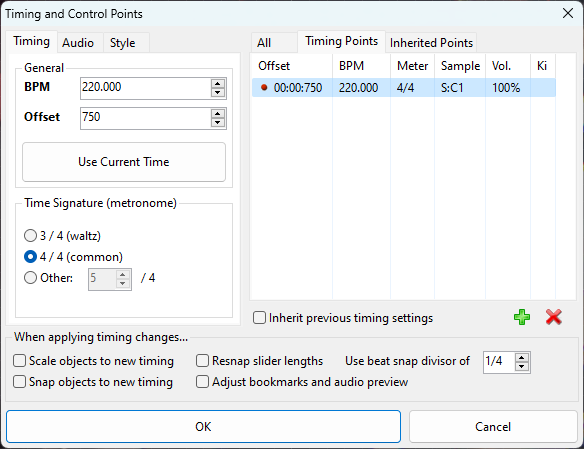 Timing and Control Points
Timing Audio Style
General
BPM 220.000
Offset 750
Use Current Time
Time Signature (metronome)
3 / 4 (waltz)
4 / 4 (common)
Other: 5 / 4
All Timing Points Inherited Points
Offset BPM Meter Sample Vol. Ki
00:00:750 220.000 4/4 S:C1 100%
Inherit previous timing settings
When applying timing changes...
Scale objects to new timing Resnap slider lengths Use beat snap divisor of 1/4
Snap objects to new timing Adjust bookmarks and audio preview
OK Cancel